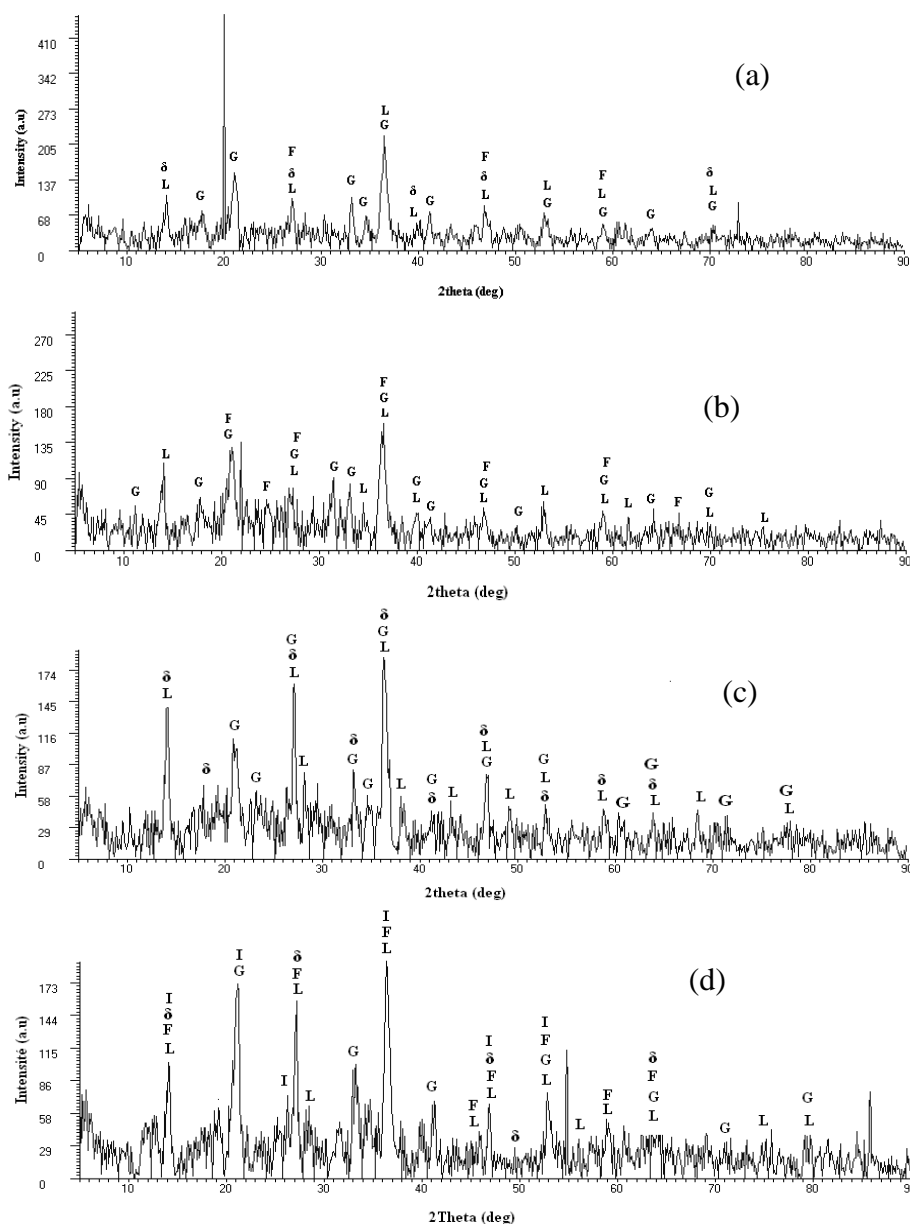 (a)
Intensity (a.u)
410
342
273
205
137
68
0
δ
L
G
G
F
δ
L
G
G
L
G
δ
L
G
F
δ
L
L
G
F
L
G
G
δ
L
G
10 20 30 40 50 60 70 80 90
2theta (deg)
(b)
Intensity (a.u)
270
225
180
135
90
45
0
G
L
G
F
G
F
F
G
L
G
G
L
F
G
L
G
L
G
F
G
L
G
L
F
G
L
L
G
F
G
L
L
10 20 30 40 50 60 70 80 90
2theta (deg)
(c)
Intensity (a.u)
174
145
116
87
58
29
0
δ
L
δ
G
G
G
δ
L
L
δ
G
G
δ
G
L
L
G
δ
L
δ
L
G
L
G
L
δ
δ
L
G
G
δ
L
L
G
G
L
10 20 30 40 50 60 70 80 90
2theta (deg)
(d)
Intensité (a.u)
173
144
115
86
58
29
0
I
δ
F
L
I
G
I
δ
F
L
L
G
I
F
L
G
F
L
I
δ
F
L
δ
I
F
G
L
L
F
L
δ
F
G
L
G
L
G
L
10 20 30 40 50 60 70 80 90
2Theta (deg)